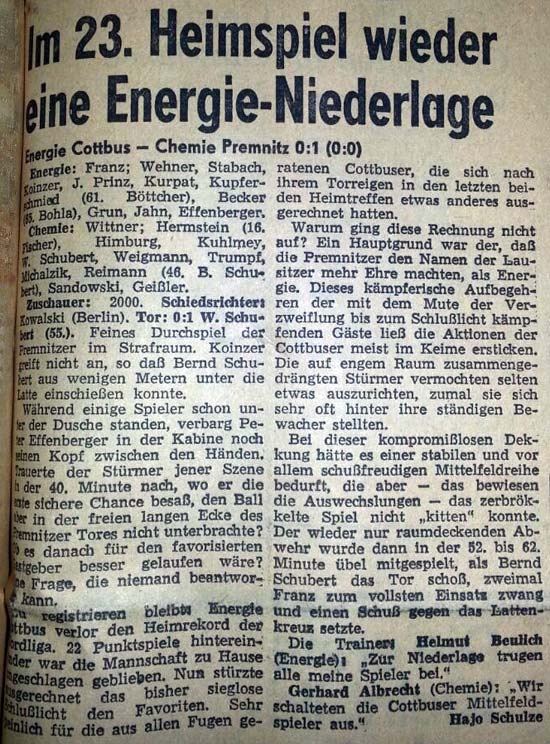 Im 23. Heimspiel wieder
eine Energie-Niederlage
Energie Cottbus — Chemie Premnitz 0:1 (0:0)
Energie: Franz; Wehner, Stabach,
Koinzer, J. Prinz, Kurpat, Kupfer-
schmied (61. Böttcher), Becker
(65. Bohla), Grun, Jahn, Effenberger.
Chemie: Wittner; Hermstein (16.
Fischer), Himburg, Kuhlmey,
W. Schubert, Weigmann, Trumpf,
Michalzik, Reimann (46. B. Schu-
bert), Sandowski, Geißler.
Zuschauer: 2000. Schiedsrichter:
Kowalski (Berlin). Tor: 0:1 W. Schu-
bert (55.). Feines Durchspiel der
Premnitzer im Strafraum. Koinzer
greift nicht an, so daß Bernd Schu-
bert aus wenigen Metern unter die
Latte einschießen konnte.
Während einige Spieler schon un-
ter der Dusche standen, verbarg Pe-
ter Effenberger in der Kabine noch
seinen Kopf zwischen den Händen.
Trauerte der Stürmer jener Szene
in der 40. Minute nach, wo er die
sichere Chance besaß, den Ball
aber in der freien langen Ecke des
Premnitzer Tores nicht unterbrachte?
Ob es danach für den favorisierten
Gastgeber besser gelaufen wäre?
Eine Frage, die niemand beantwor-
ten kann.
Zu registrieren bleibt: Energie
Cottbus verlor den Heimrekord der
Nordliga. 22 Punktspiele hinterein-
ander war die Mannschaft zu Hause
ungeschlagen geblieben. Nun stürzte
ausgerechnet das bisher sieglose
Schlußlicht den Favoriten. Sehr
peinlich für die aus allen Fugen ge-
ratenen Cottbuser, die sich nach
ihrem Torreigen in den letzten bei-
den Heimtreffen etwas anderes aus-
gerechnet hatten.
Warum ging diese Rechnung nicht
auf? Ein Hauptgrund war der, daß
die Premnitzer den Namen der Lau-
sitzer mehr Ehre machten, als Ener-
gie. Dieses kämpferische Aufbegeh-
ren der mit dem Mute der Ver-
zweiflung bis zum Schlußlicht kämp-
fenden Gäste ließ die Aktionen der
Cottbuser meist im Keime ersticken.
Die auf engem Raum zusammenge-
drängten Stürmer vermochten selten
etwas auszurichten, zumal sie sich
sehr oft hinter ihre ständigen Be-
wacher stellten.
Bei dieser kompromißlosen Dek-
kung hätte es einer stabilen und vor
allem schußfreudigen Mittelfeldreihe
bedurft, die aber — das bewiesen
die Auswechslungen — das zerbrök-
kelte Spiel nicht „kitten“ konnte.
Der wieder nur raumdeckenden Ab-
wehr wurde dann in der 52. bis 62.
Minute übel mitgespielt, als Bernd
Schubert das Tor schoß, zweimal
Franz zum vollsten Einsatz zwang
und einen Schuß gegen das Latten-
kreuz setzte.
Die Trainer: Helmut Beulich
(Energie): „Zur Niederlage trugen
alle meine Spieler bei.“
Gerhard Albrecht (Chemie): „Wir
schalteten die Cottbuser Mittelfeld-
spieler aus.“ Hajo Schulze